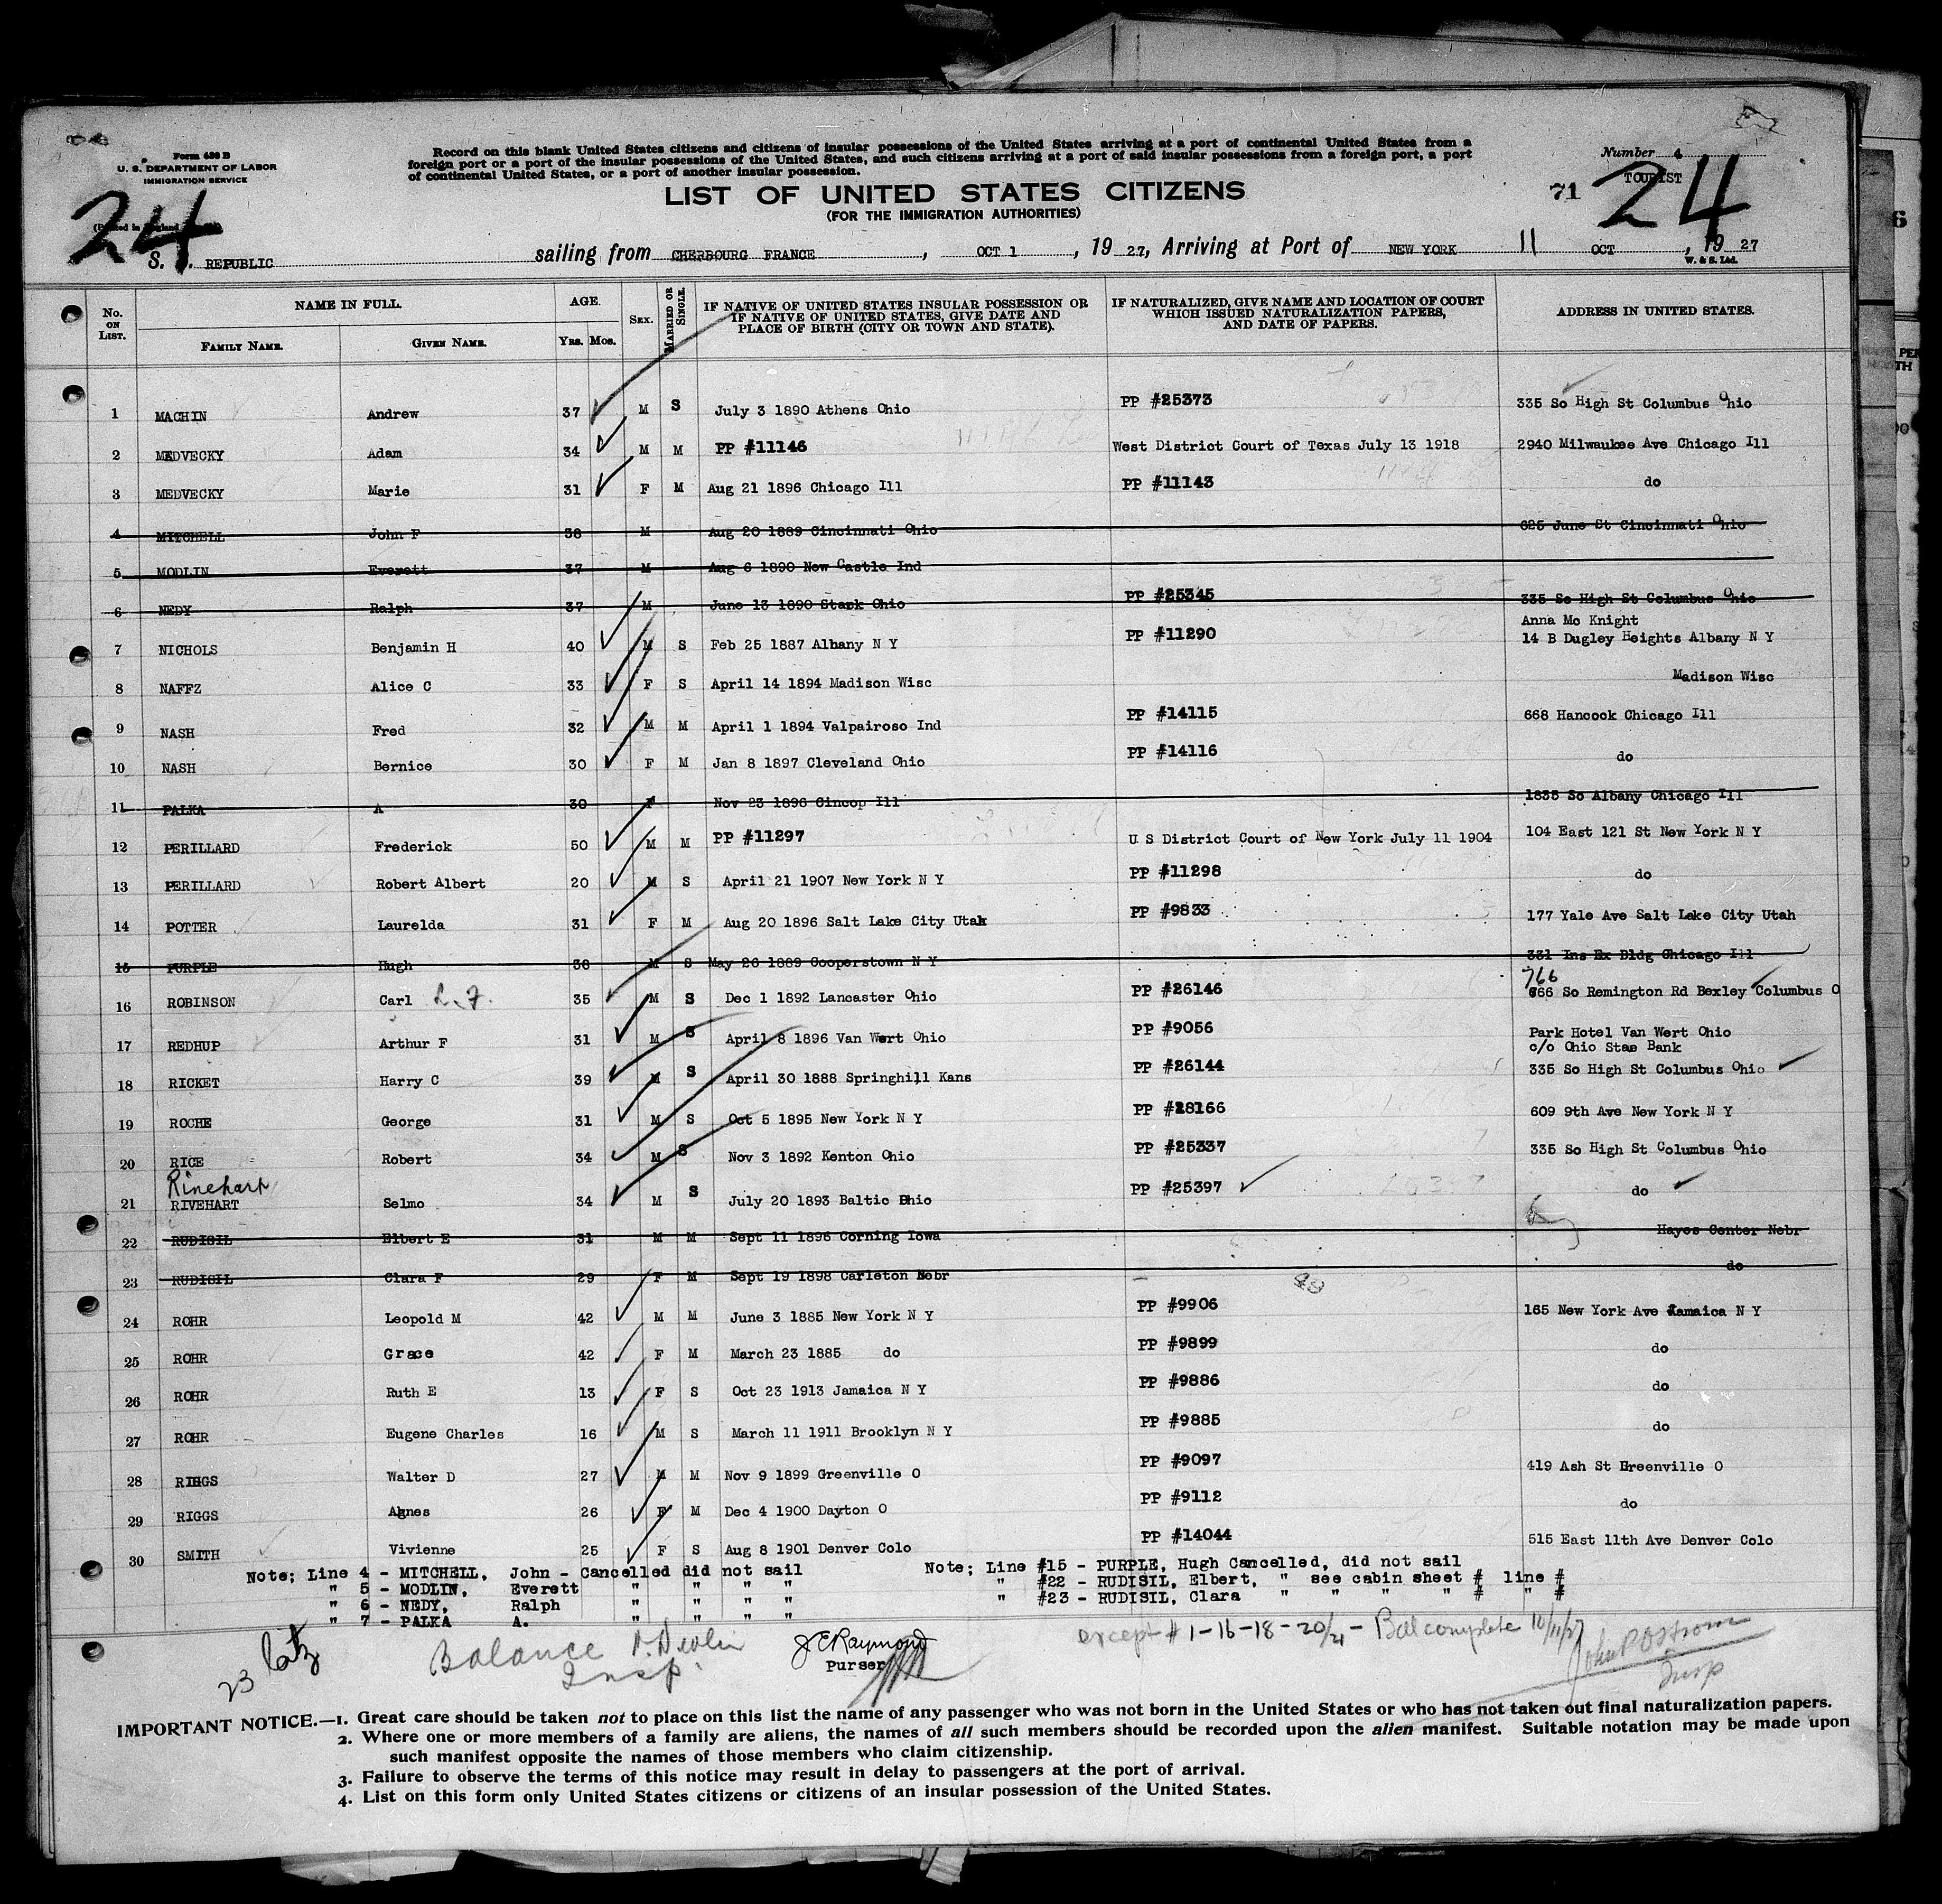 Form 630 B
U. S. DEPARTMENT OF LABOR
IMMIGRATION SERVICE
Record on this blank United States citizens and citizens of insular possessions of the United States arriving at a port of continental United States from a
foreign port or a port of the insular possessions of the United States, and such citizens arriving at a port of said insular possessions from a foreign port, a port
of continental United States, or a port of another insular possession.
Number 4
TOURIST
LIST OF UNITED STATES CITIZENS
(FOR THE IMMIGRATION AUTHORITIES)
71 24
24
S. REPUBLIC sailing from CHERBOURG FRANCE, OCT 1, 1927, Arriving at Port of NEW YORK 11 OCT, 1927
W. & S. Ltd.
No. ON LIST. NAME IN FULL. FAMILY NAME. GIVEN NAME. AGE. YRS. MOS. SEX. MARRIED OR SINGLE. IF NATIVE OF UNITED STATES INSULAR POSSESSION OR IF NATIVE OF UNITED STATES, GIVE DATE AND PLACE OF BIRTH (CITY OR TOWN AND STATE). IF NATURALIZED, GIVE NAME AND LOCATION OF COURT WHICH ISSUED NATURALIZATION PAPERS, AND DATE OF PAPERS. ADDRESS IN UNITED STATES.
1 MACHIN Andrew 37 M S July 3 1890 Athens Ohio PP #25373 335 So High St Columbus Ohio
2 MEDVECKY Adam 34 M M PP #11146 West District Court of Texas July 13 1918 2940 Milwaukee Ave Chicago Ill
3 MEDVECKY Marie 31 F M Aug 21 1896 Chicago Ill PP #11143 do
4 MITCHELL John F 38 M Aug 20 1889 Cincinnati Ohio 625 June St Cincinnati Ohio
5 MODLIN Everett 37 M Aug 6 1890 New Castle Ind
6 NEDY Ralph 37 M June 13 1890 Stark Ohio PP #25345 335 So High St Columbus Ohio
Anna Mc Knight
7 NICHOLS Benjamin H 40 M S Feb 25 1887 Albany N Y PP #11290 14 B Dugley Heights Albany N Y
8 NAFFZ Alice C 33 F S April 14 1894 Madison Wisc Madison Wisc
9 NASH Fred 32 M M April 1 1894 Valpairoso Ind PP #14115 668 Hancock Chicago Ill
10 NASH Bernice 30 F M Jan 8 1897 Cleveland Ohio PP #14116 do
11 PALKA A 30 F Nov 23 1896 Cincop Ill 1835 So Albany Chicago Ill
12 PERILLARD Frederick 50 M M PP #11297 U S District Court of New York July 11 1904 104 East 121 St New York N Y
13 PERILLARD Robert Albert 20 M S April 21 1907 New York N Y PP #11298 do
14 POTTER Laurelda 31 F M Aug 20 1896 Salt Lake City Utah PP #9833 177 Yale Ave Salt Lake City Utah
15 PURPLE Hugh 38 M S May 26 1889 Cooperstown N Y 331 Ins Ex Bldg Chicago Ill
766
16 ROBINSON Carl L.F. 35 M S Dec 1 1892 Lancaster Ohio PP #26146 666 So Remington Rd Bexley Columbus O
17 REDHUP Arthur F 31 M S April 8 1896 Van Wert Ohio PP #9056 Park Hotel Van Wert Ohio
c/o Ohio Stae Bank
18 RICKET Harry C 39 M S April 30 1888 Springhill Kans PP #26144 335 So High St Columbus Ohio
19 ROCHE George 31 M S Oct 5 1895 New York N Y PP #28166 609 9th Ave New York N Y
20 RICE Robert 34 M S Nov 3 1892 Kenton Ohio PP #25337 335 So High St Columbus Ohio
Rinehart
21 RIVEHART Selmo 34 M S July 20 1893 Baltic Ohio PP #25397 do
22 RUDISIL Elbert E 31 M M Sept 11 1896 Corning Iowa Hayes Center Nebr
23 RUDISIL Clara F 29 F M Sept 19 1898 Carleton Nebr do
24 ROHR Leopold M 42 M M June 3 1885 New York N Y PP #9906 165 New York Ave Jamaica N Y
25 ROHR Grace 42 F M March 23 1885 do PP #9899 do
26 ROHR Ruth E 13 F S Oct 23 1913 Jamaica N Y PP #9886 do
27 ROHR Eugene Charles 16 M S March 11 1911 Brooklyn N Y PP #9885 do
28 RIGGS Walter D 27 M M Nov 9 1899 Greenville O PP #9097 419 Ash St Greenville O
29 RIGGS Agnes 26 F M Dec 4 1900 Dayton O PP #9112 do
30 SMITH Vivienne 25 F S Aug 8 1901 Denver Colo PP #14044 515 East 11th Ave Denver Colo
Note; Line 4 - MITCHELL, John - Cancelled did not sail Note; Line #15 - PURPLE, Hugh Cancelled, did not sail
" 5 - MODLIN, Everett " " " " " #22 - RUDISIL, Elbert, " see cabin sheet # line #
" 6 - NEDY, Ralph " " " " " #23 - RUDISIL, Clara " " " " # " #
" 7 - PALKA A. " " " "
23 Balance Insp. J E Raymond
Purser
except # 1-16-18-20/21 - Bal complete 10/11/27
John P Ostrom
Insp
IMPORTANT NOTICE.—1. Great care should be taken not to place on this list the name of any passenger who was not born in the United States or who has not taken out final naturalization papers.
2. Where one or more members of a family are aliens, the names of all such members should be recorded upon the alien manifest. Suitable notation may be made upon
such manifest opposite the names of those members who claim citizenship.
3. Failure to observe the terms of this notice may result in delay to passengers at the port of arrival.
4. List on this form only United States citizens or citizens of an insular possession of the United States.